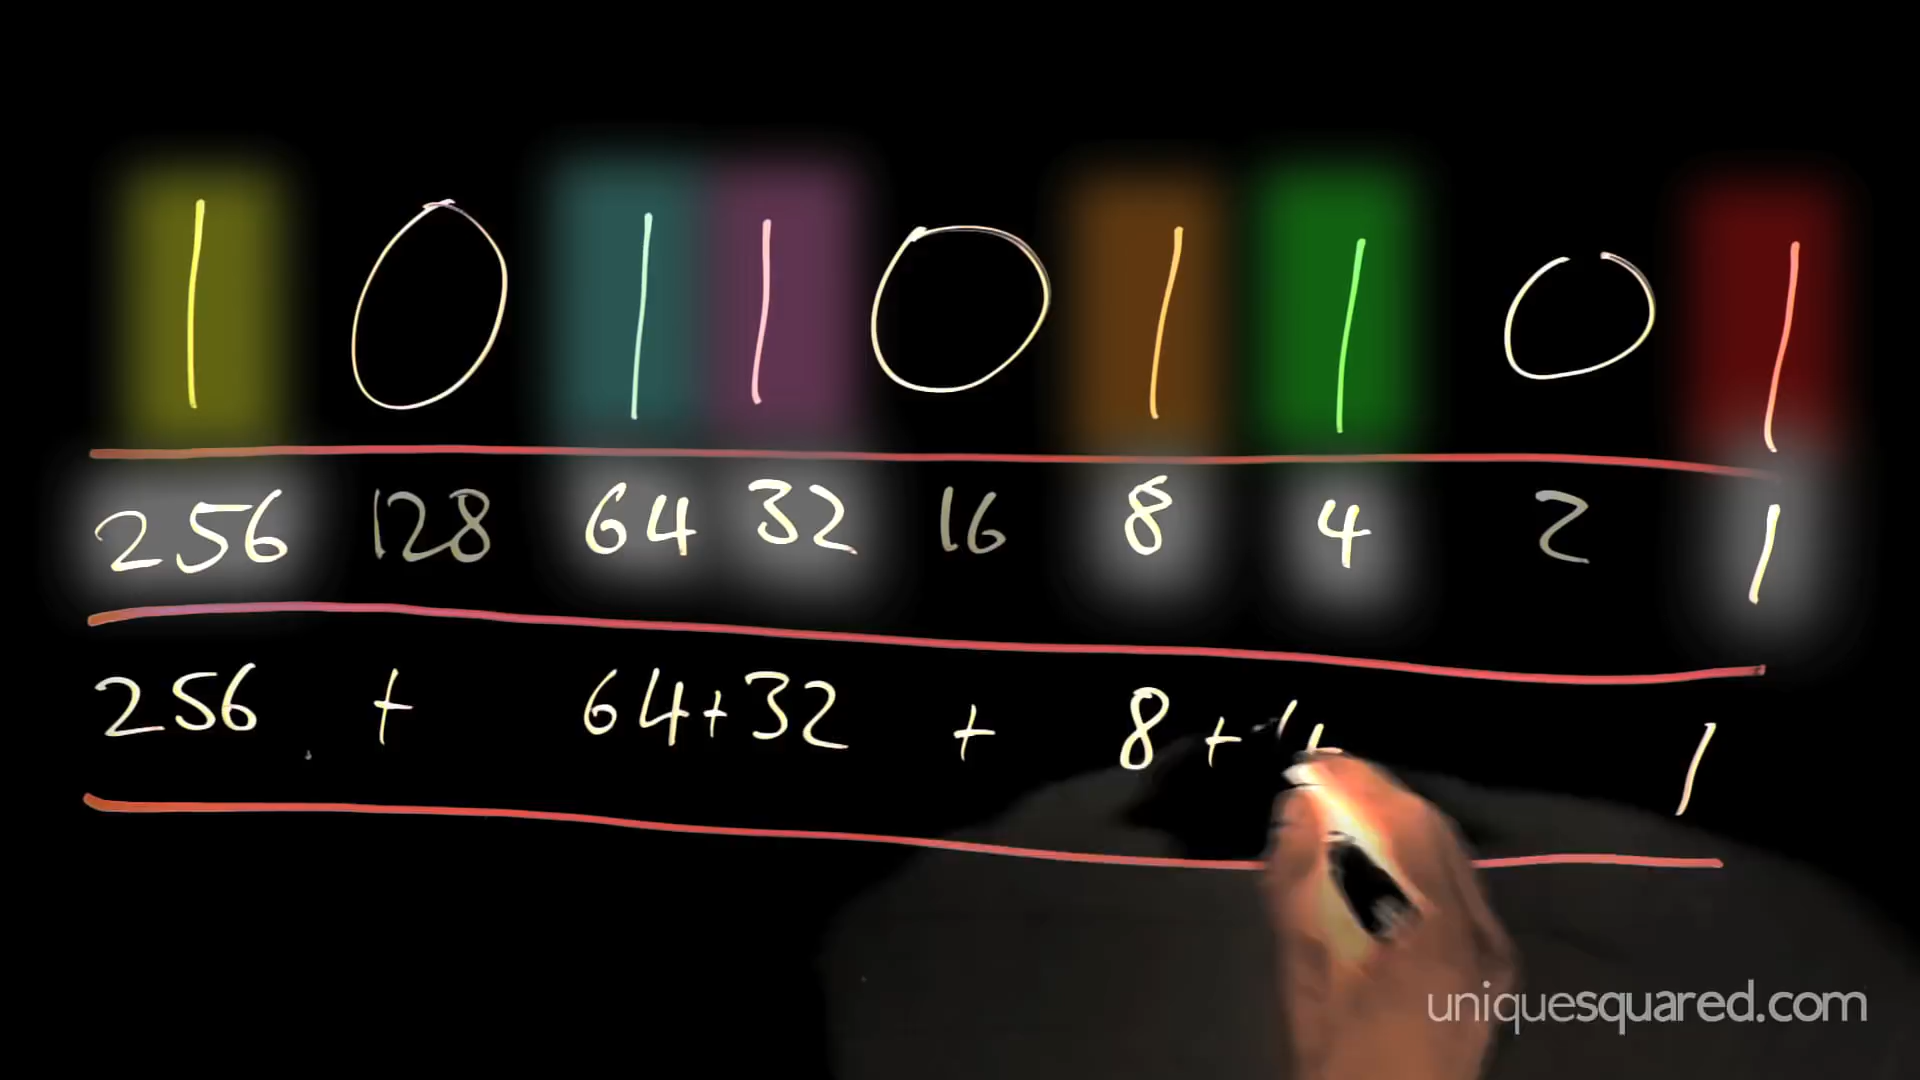 1 0 1 1 0 1 1 0 1
256 128 64 32 16 8 4 2 1
256 + 64+32 + 8 + 1
uniquesquared.com